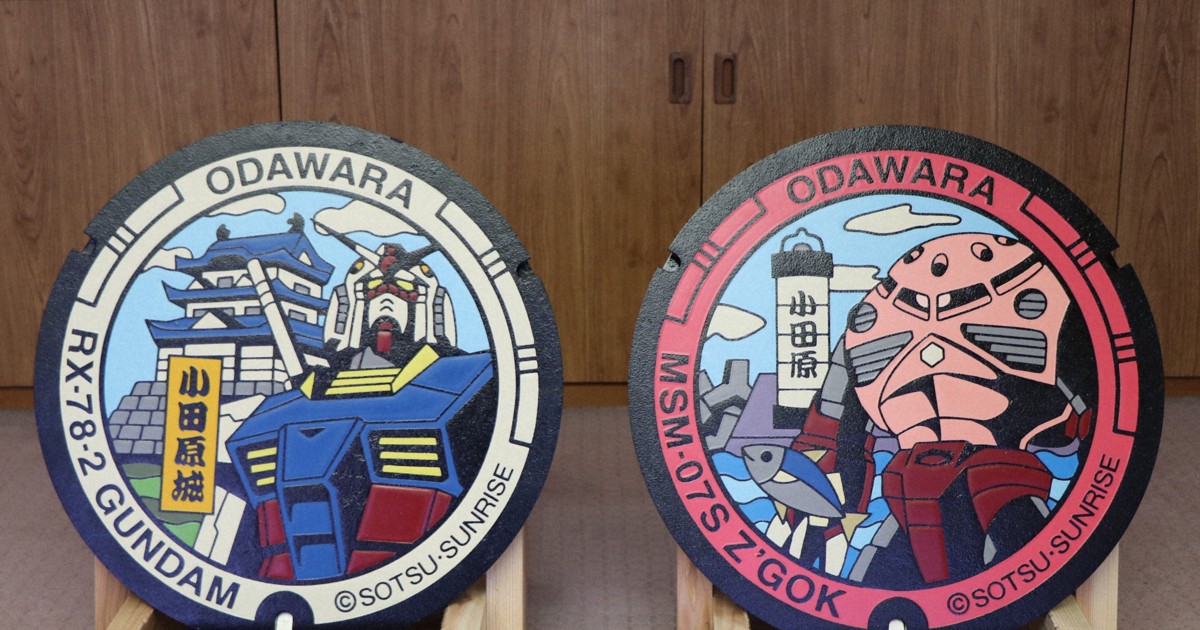 ODAWARA
RX-78-2 GUNDAM
小田原城
©SOTSU・SUNRISE
ODAWARA
MSM-07S Z'GOK
小田原
©SOTSU・SUNRISE